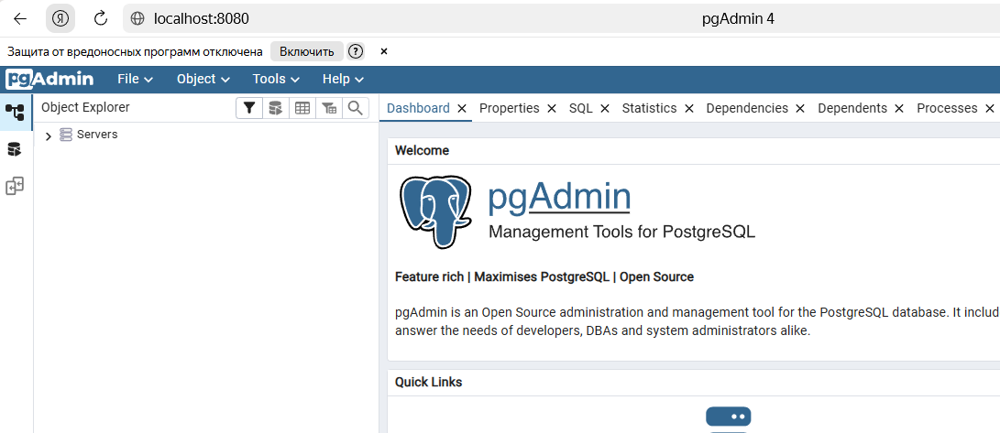 localhost:8080 pgAdmin 4
Защита от вредоносных программ отключена Включить ? ×
pgAdmin File Object Tools Help
Object Explorer
Servers
Dashboard Properties SQL Statistics Dependencies Dependents Processes
Welcome
pgAdmin
Management Tools for PostgreSQL
Feature rich | Maximises PostgreSQL | Open Source
pgAdmin is an Open Source administration and management tool for the PostgreSQL database. It includ
answer the needs of developers, DBAs and system administrators alike.
Quick Links